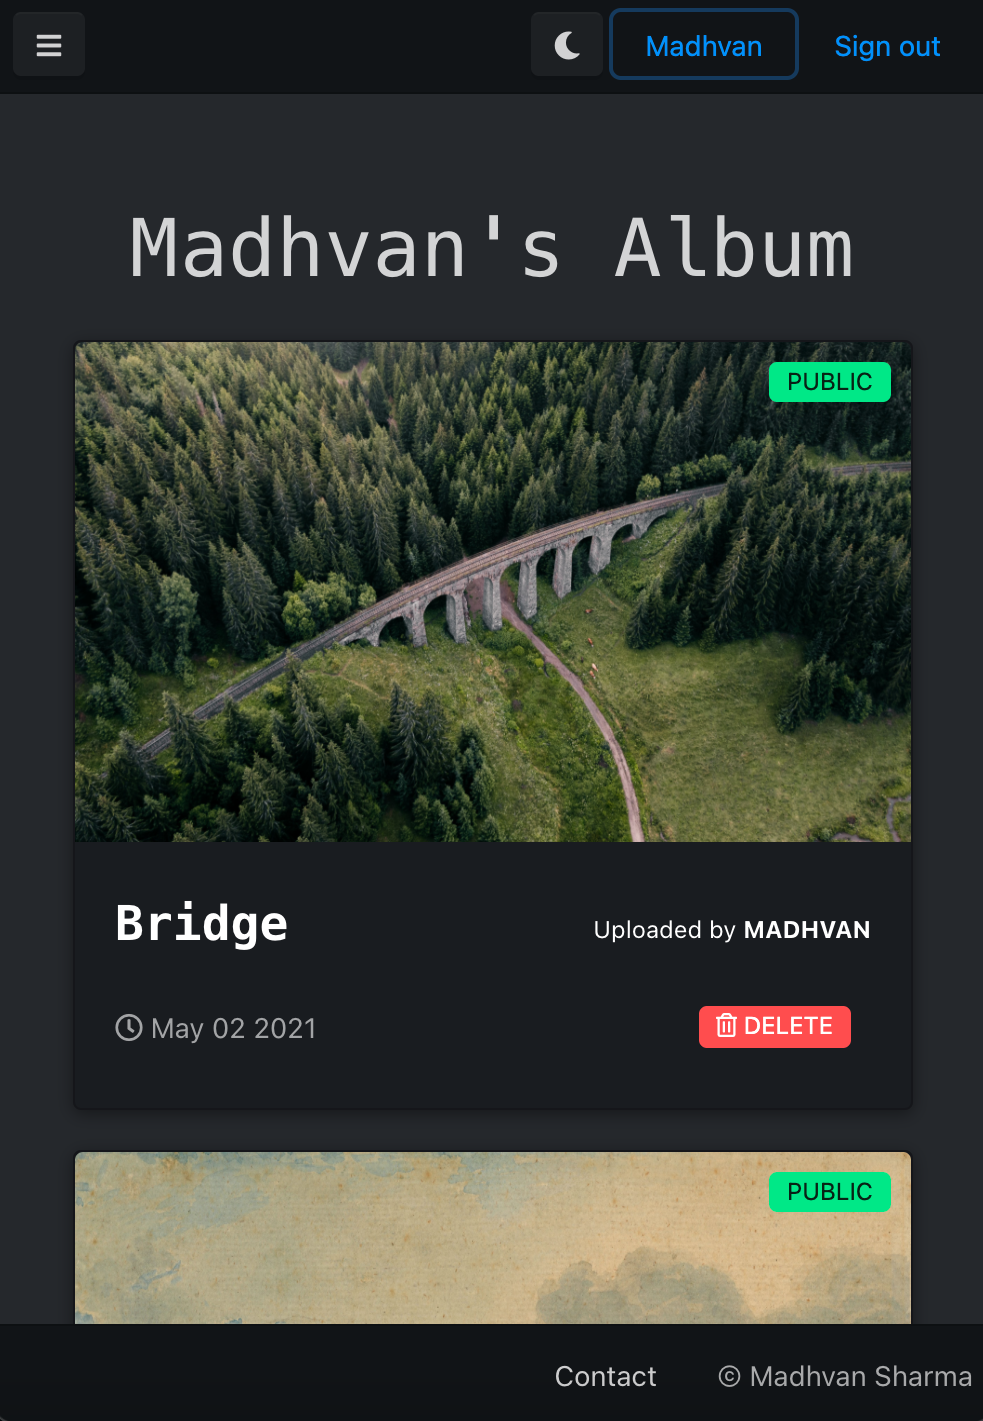 Madhvan Sign out
Madhvan's Album
PUBLIC
Bridge
Uploaded by MADHVAN
May 02 2021
DELETE
PUBLIC
Contact © Madhvan Sharma